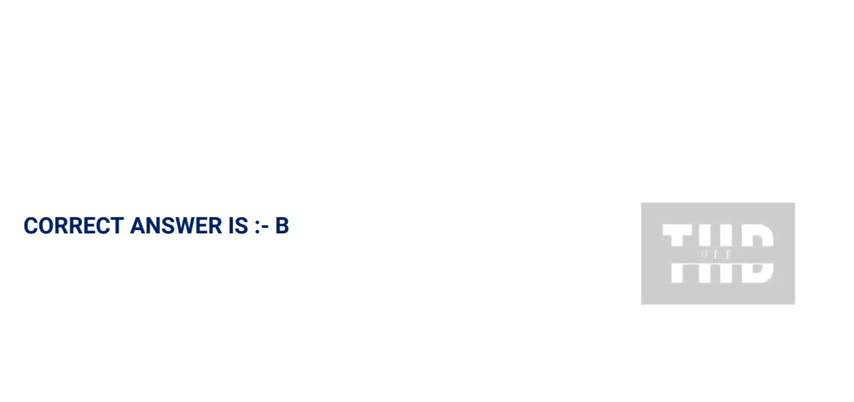 CORRECT ANSWER IS :- B
THD